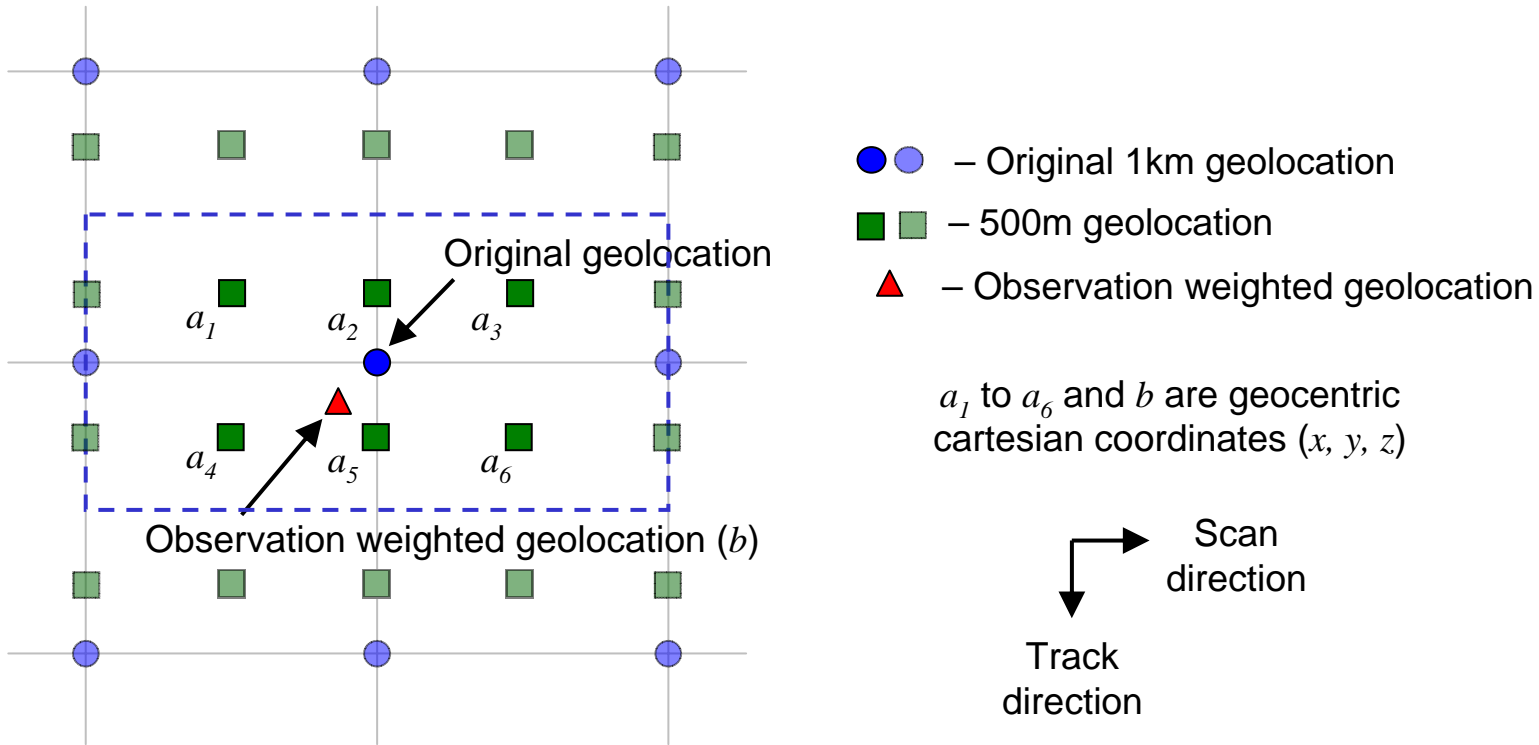 Original geolocation
a1
a2
a3
a4
a5
a6
Observation weighted geolocation (b)
– Original 1km geolocation
– 500m geolocation
– Observation weighted geolocation
a1 to a6 and b are geocentric
cartesian coordinates (x, y, z)
Scan
direction
Track
direction